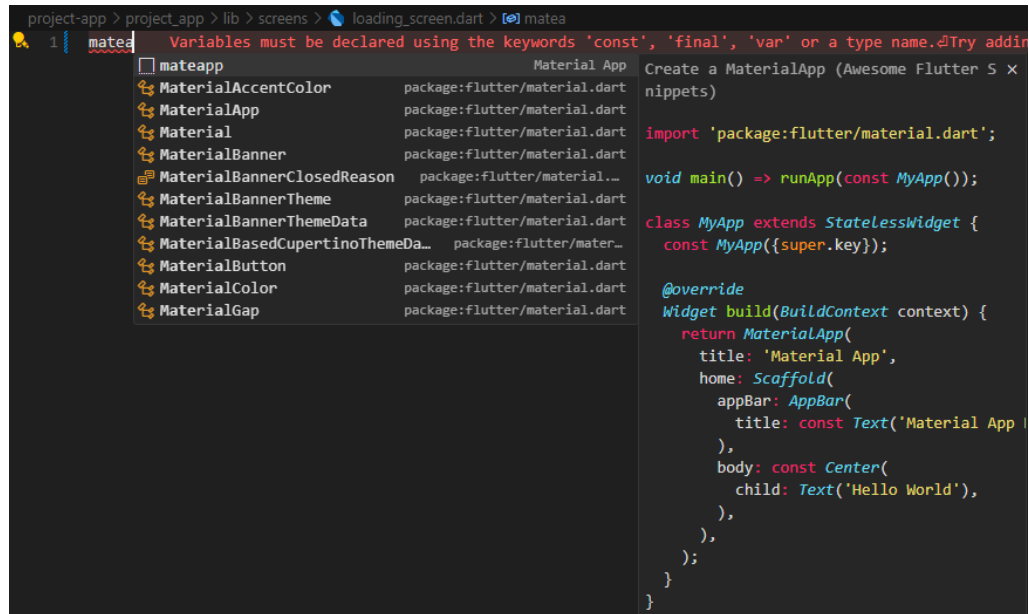 project-app > project_app > lib > screens > loading_screen.dart > matea
1 matea Variables must be declared using the keywords 'const', 'final', 'var' or a type name.⏎Try addin
mateapp Material App
MaterialAccentColor package:flutter/material.dart
MaterialApp package:flutter/material.dart
Material package:flutter/material.dart
MaterialBanner package:flutter/material.dart
MaterialBannerClosedReason package:flutter/material.…
MaterialBannerTheme package:flutter/material.dart
MaterialBannerThemeData package:flutter/material.dart
MaterialBasedCupertinoThemeDa… package:flutter/mater…
MaterialButton package:flutter/material.dart
MaterialColor package:flutter/material.dart
MaterialGap package:flutter/material.dart
Create a MaterialApp (Awesome Flutter S
nippets)
import 'package:flutter/material.dart';
void main() => runApp(const MyApp());
class MyApp extends StatelessWidget {
const MyApp({super.key});
@override
Widget build(BuildContext context) {
return MaterialApp(
title: 'Material App',
home: Scaffold(
appBar: AppBar(
title: const Text('Material App
),
body: const Center(
child: Text('Hello World'),
),
),
);
}
}